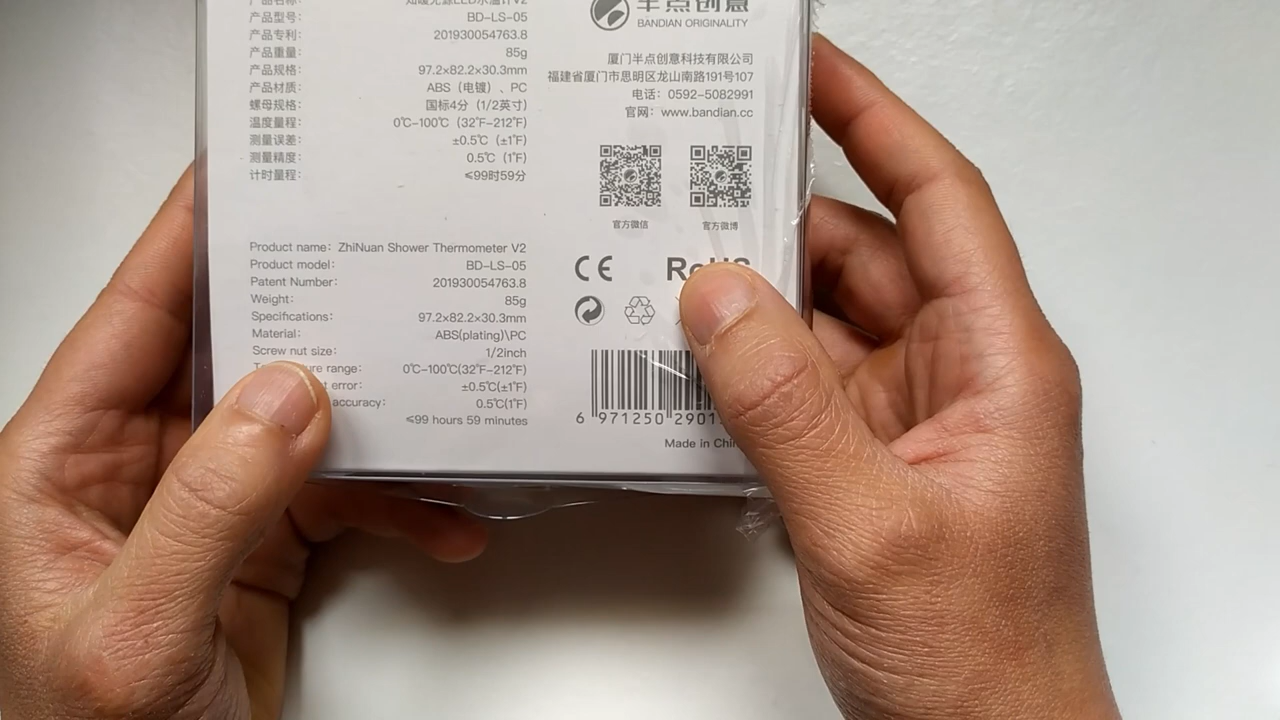 产品名称： 知暖光源LED水温计V2
产品型号： BD-LS-05
产品专利： 201930054763.8
产品重量： 85g
产品规格： 97.2×82.2×30.3mm
产品材质： ABS（电镀）、PC
螺母规格： 国标4分（1/2英寸）
温度量程： 0℃-100℃（32℉-212℉）
测量误差： ±0.5℃（±1℉）
测量精度： 0.5℃（1℉）
计时量程： ≤99时59分
半点创意
BANDIAN ORIGINALITY
厦门半点创意科技有限公司
福建省厦门市思明区龙山南路191号107
电话：0592-5082991
官网：www.bandian.cc
官方微信 官方微博
Product name: ZhiNuan Shower Thermometer V2
Product model: BD-LS-05
Patent Number: 201930054763.8
Weight: 85g
Specifications: 97.2×82.2×30.3mm
Material: ABS(plating)\PC
Screw nut size: 1/2inch
range: 0℃-100℃(32℉-212℉)
error: ±0.5℃(±1℉)
accuracy: 0.5℃(1℉)
≤99 hours 59 minutes
CE RoHS
6 971250 2901
Made in